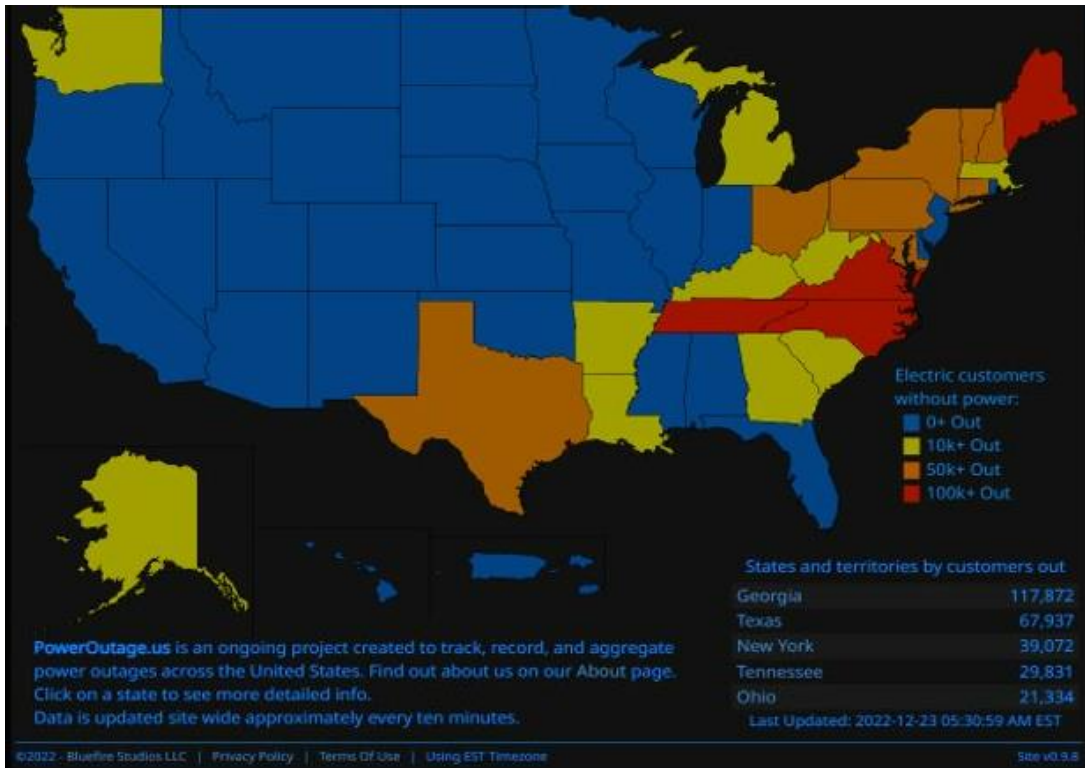 Electric customers
without power:
0+ Out
10k+ Out
50k+ Out
100k+ Out
States and territories by customers out
Georgia 117,872
Texas 67,937
New York 39,072
Tennessee 29,831
Ohio 21,334
Last Updated: 2022-12-23 05:30:59 AM EST
PowerOutage.us is an ongoing project created to track, record, and aggregate
power outages across the United States. Find out about us on our About page.
Click on a state to see more detailed info.
Data is updated site wide approximately every ten minutes.
©2022 - Bluefire Studios LLC | Privacy Policy | Terms Of Use | Using EST Timezone
Site v0.9.8